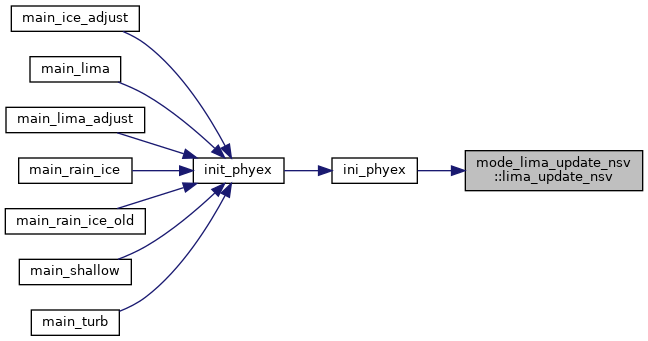 main_ice_adjust
main_lima
main_lima_adjust
main_rain_ice
main_rain_ice_old
main_shallow
main_turb
init_phyex
ini_phyex
mode_lima_update_nsv
::lima_update_nsv